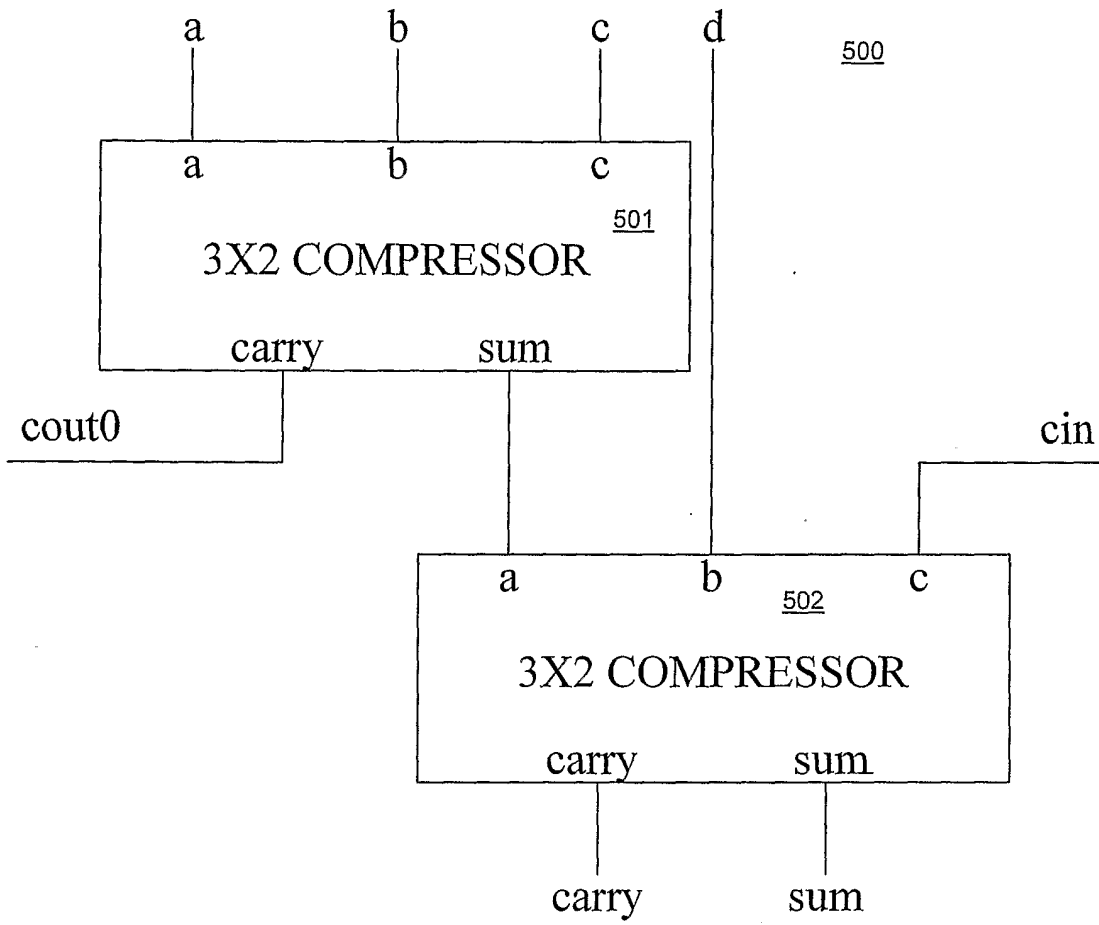 a b c d
500
a b c
501
3X2 COMPRESSOR
carry sum
cout0 cin
a b c
502
3X2 COMPRESSOR
carry sum
carry sum